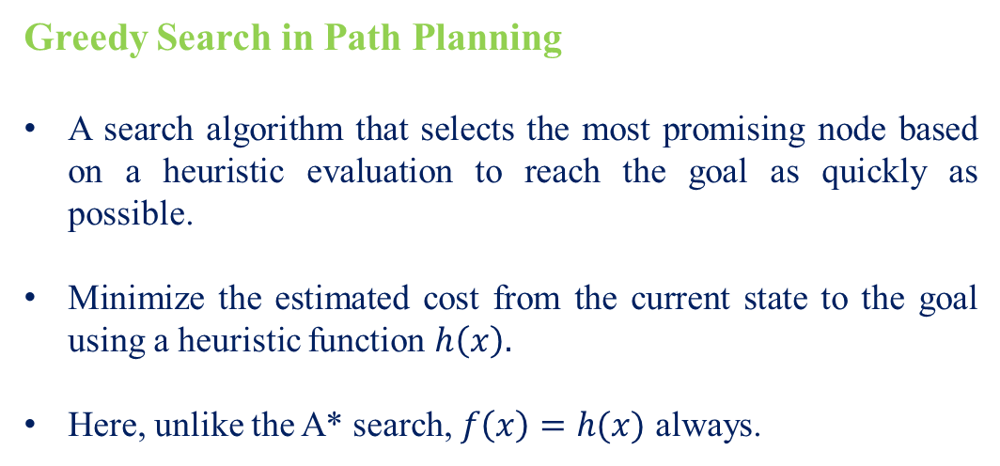 Greedy Search in Path Planning
• A search algorithm that selects the most promising node based
on a heuristic evaluation to reach the goal as quickly as
possible.
• Minimize the estimated cost from the current state to the goal
using a heuristic function ℎ(𝑥).
• Here, unlike the A* search, 𝑓(𝑥) = ℎ(𝑥) always.